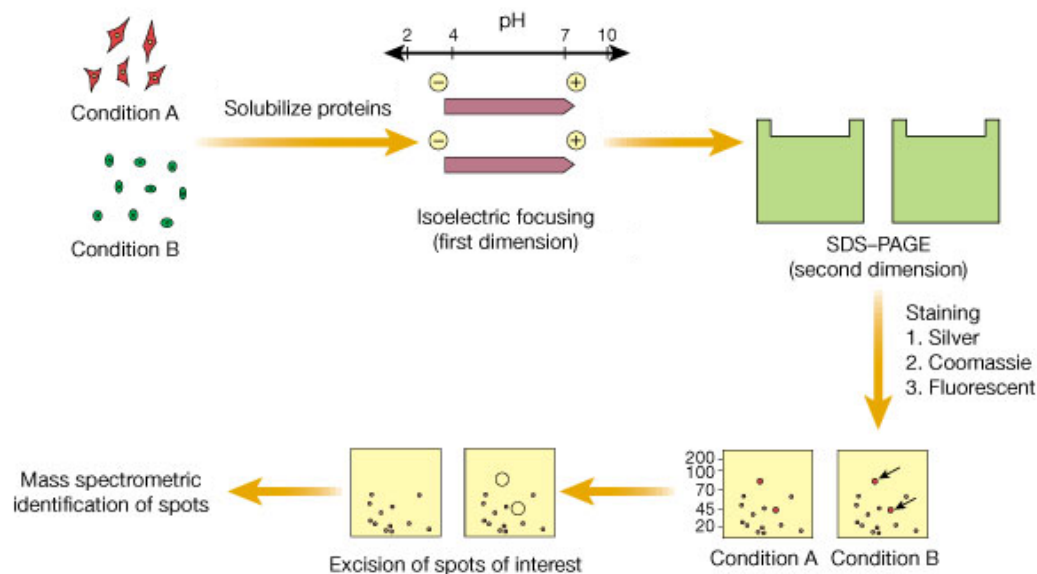 pH
2 4 7 10
− +
− +
Condition A
Solubilize proteins
Condition B
Isoelectric focusing
(first dimension)
SDS–PAGE
(second dimension)
Staining
1. Silver
2. Coomassie
3. Fluorescent
200
100
70
45
20
Condition A
Condition B
Excision of spots of interest
Mass spectrometric
identification of spots